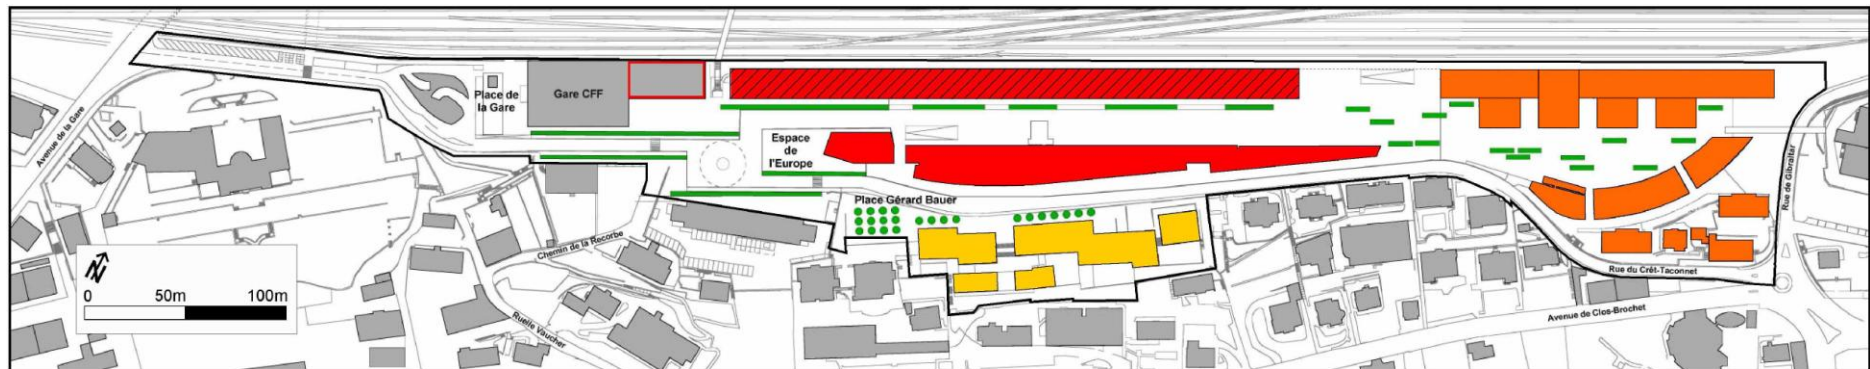 Avenue de la Gare
Place de
la Gare
Gare CFF
Espace
de
l'Europe
Place Gérard Bauer
Chemin de la Recorbe
Ruelle Vaucher
Rue de Gibraltar
Rue du Crêt-Taconnet
Avenue de Clos-Brochet
N
0 50m 100m